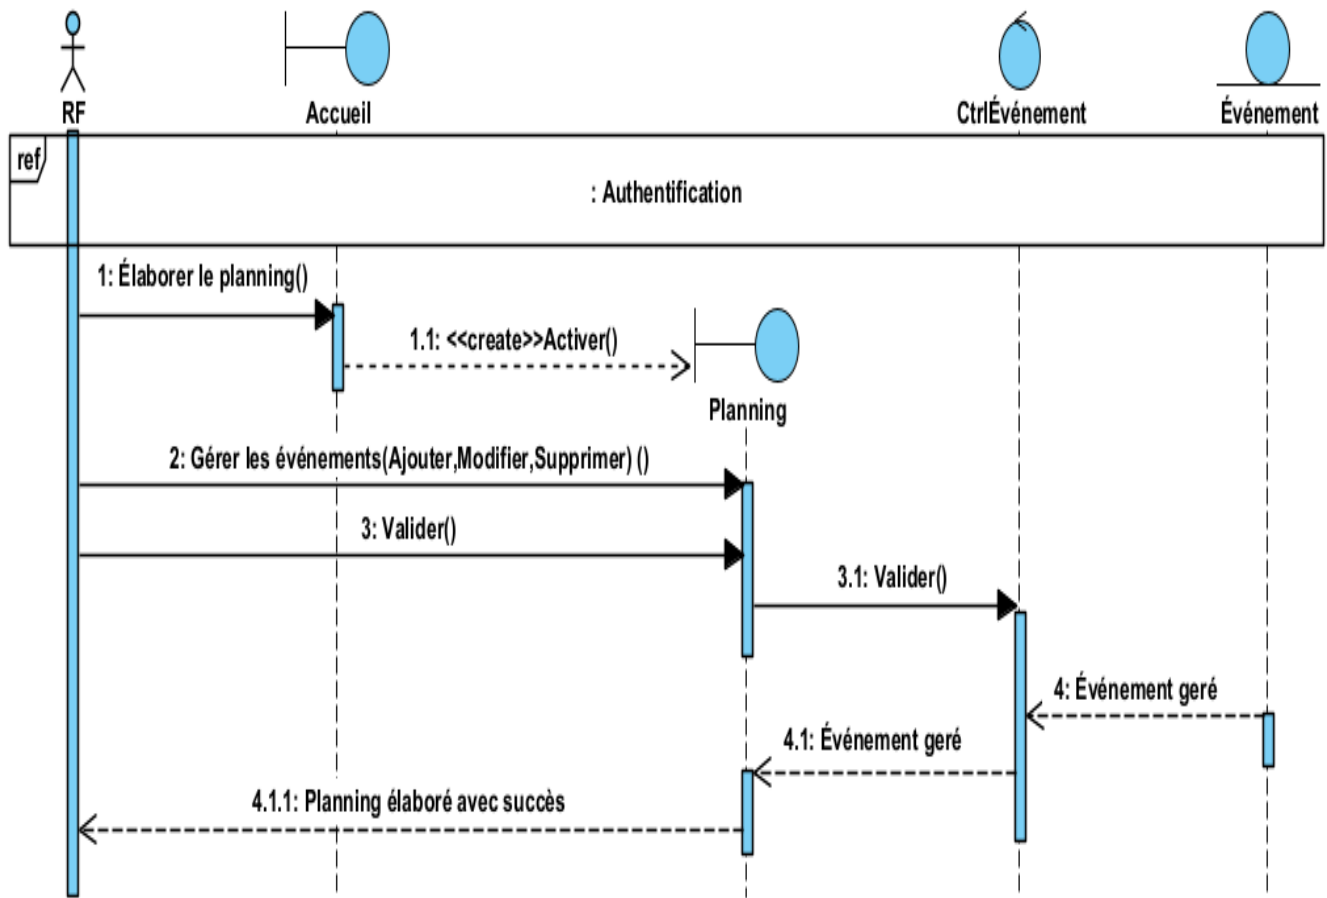 RF
Accueil
CtrlÉvénement
Événement
ref
: Authentification
1: Élaborer le planning()
1.1: <<create>>Activer()
Planning
2: Gérer les événements(Ajouter,Modifier,Supprimer) ()
3: Valider()
3.1: Valider()
4: Événement geré
4.1: Événement geré
4.1.1: Planning élaboré avec succès